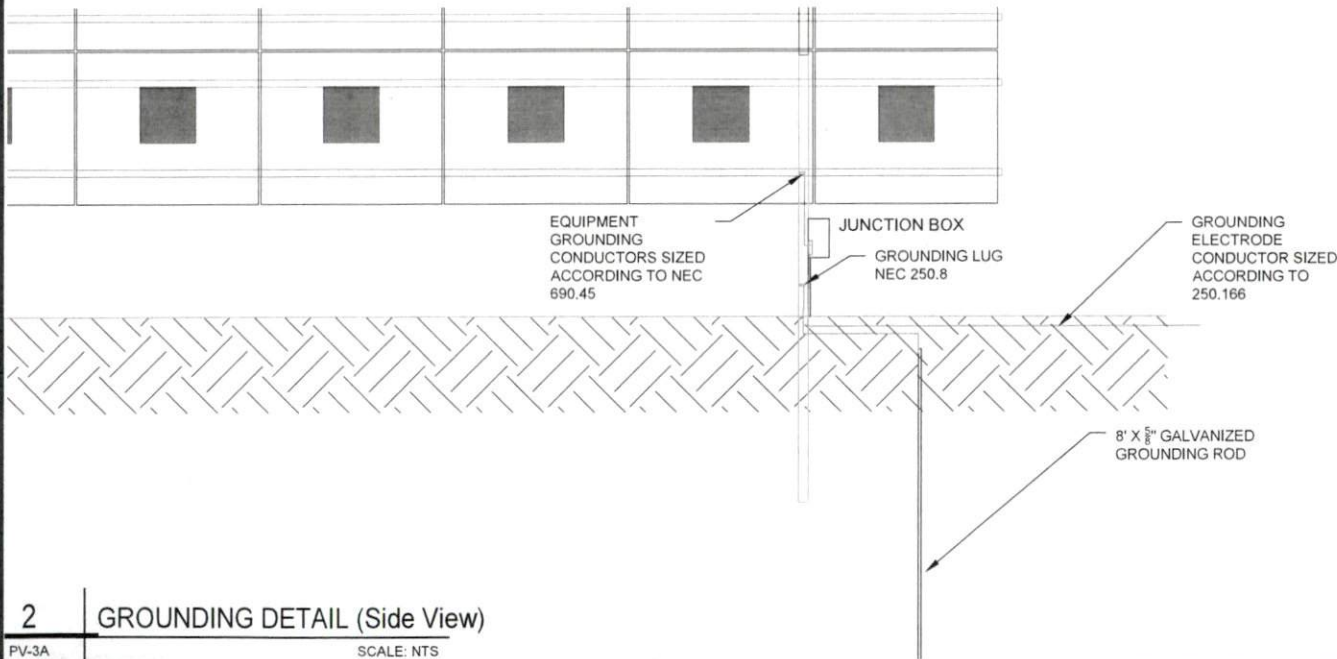 EQUIPMENT
GROUNDING
CONDUCTORS SIZED
ACCORDING TO NEC
690.45
JUNCTION BOX
GROUNDING LUG
NEC 250.8
GROUNDING
ELECTRODE
CONDUCTOR SIZED
ACCORDING TO
250.166
8' X 5/8" GALVANIZED
GROUNDING ROD
2
GROUNDING DETAIL (Side View)
PV-3A
SCALE: NTS